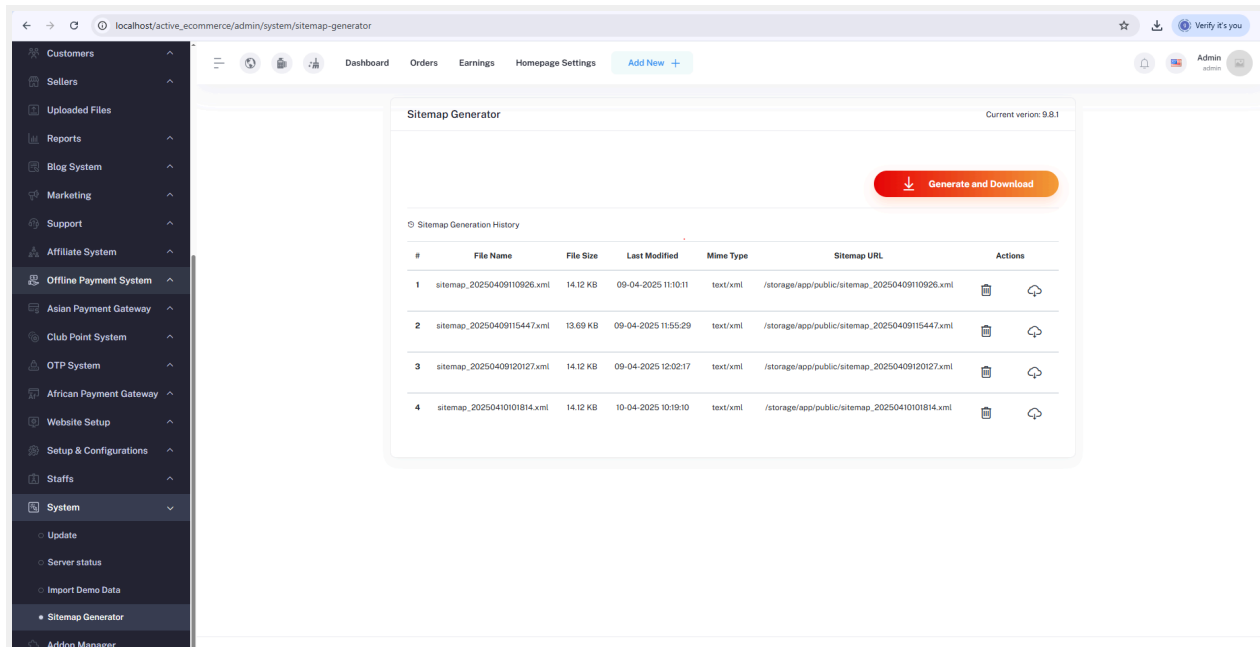 localhost/active_ecommerce/admin/system/sitemap-generator
Verify it's you
Customers
Sellers
Uploaded Files
Reports
Blog System
Marketing
Support
Affiliate System
Offline Payment System
Asian Payment Gateway
Club Point System
OTP System
African Payment Gateway
Website Setup
Setup & Configurations
Staffs
System
Update
Server status
Import Demo Data
Sitemap Generator
Addon Manager
Dashboard Orders Earnings Homepage Settings Add New +
Admin
admin
Sitemap Generator Current verion: 9.8.1
Generate and Download
Sitemap Generation History
# File Name File Size Last Modified Mime Type Sitemap URL Actions
1 sitemap_20250409110926.xml 14.12 KB 09-04-2025 11:10:11 text/xml /storage/app/public/sitemap_20250409110926.xml
2 sitemap_20250409115447.xml 13.69 KB 09-04-2025 11:55:29 text/xml /storage/app/public/sitemap_20250409115447.xml
3 sitemap_20250409120127.xml 14.12 KB 09-04-2025 12:02:17 text/xml /storage/app/public/sitemap_20250409120127.xml
4 sitemap_20250410101814.xml 14.12 KB 10-04-2025 10:19:10 text/xml /storage/app/public/sitemap_20250410101814.xml